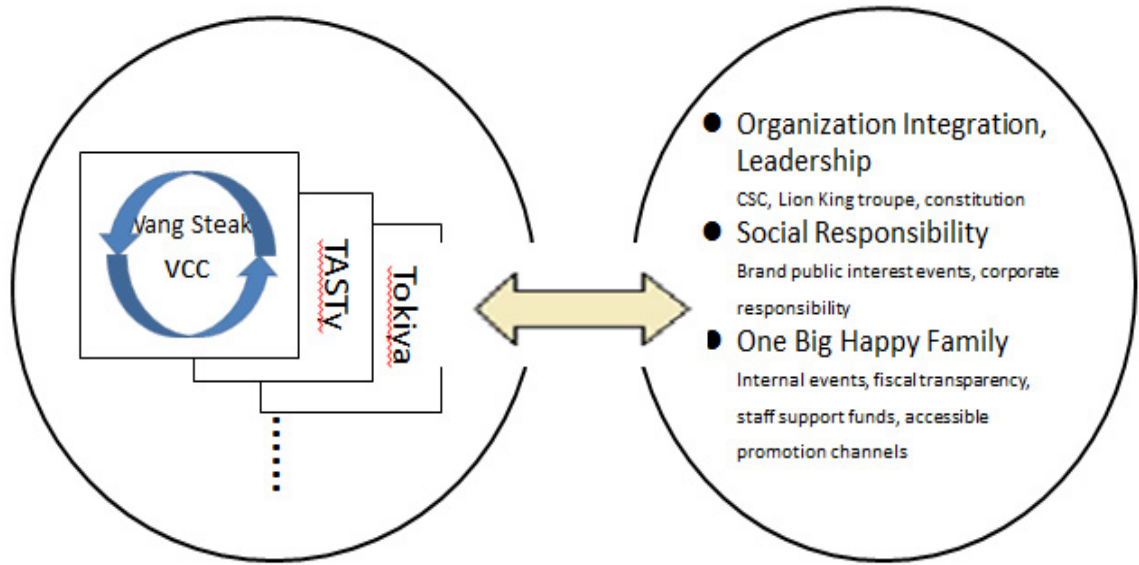 Wang Steak
VCC
TASTy
Tokiya
......
● Organization Integration,
Leadership
CSC, Lion King troupe, constitution
● Social Responsibility
Brand public interest events, corporate
responsibility
● One Big Happy Family
Internal events, fiscal transparency,
staff support funds, accessible
promotion channels